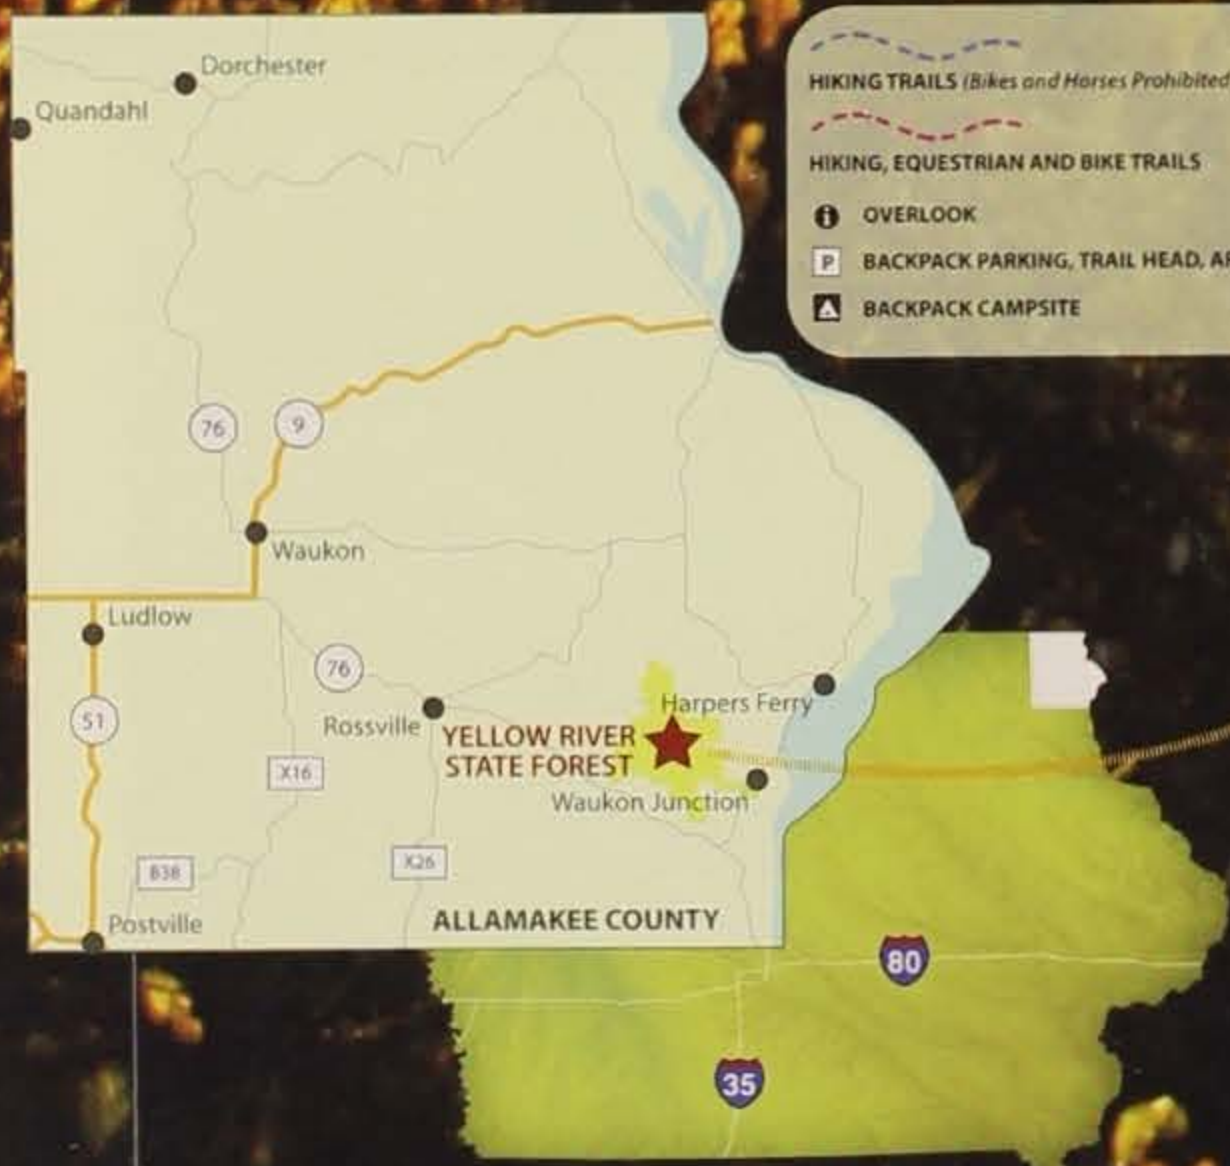 Dorchester
Quandahl
HIKING TRAILS (Bikes and Horses Prohibited
HIKING, EQUESTRIAN AND BIKE TRAILS
i OVERLOOK
P BACKPACK PARKING, TRAIL HEAD,
BACKPACK CAMPSITE
76
9
Waukon
Ludlow
76
51
Rossville
Harpers Ferry
YELLOW RIVER
STATE FOREST
X16
Waukon Junction
X26
B38
Postville
ALLAMAKEE COUNTY
80
35